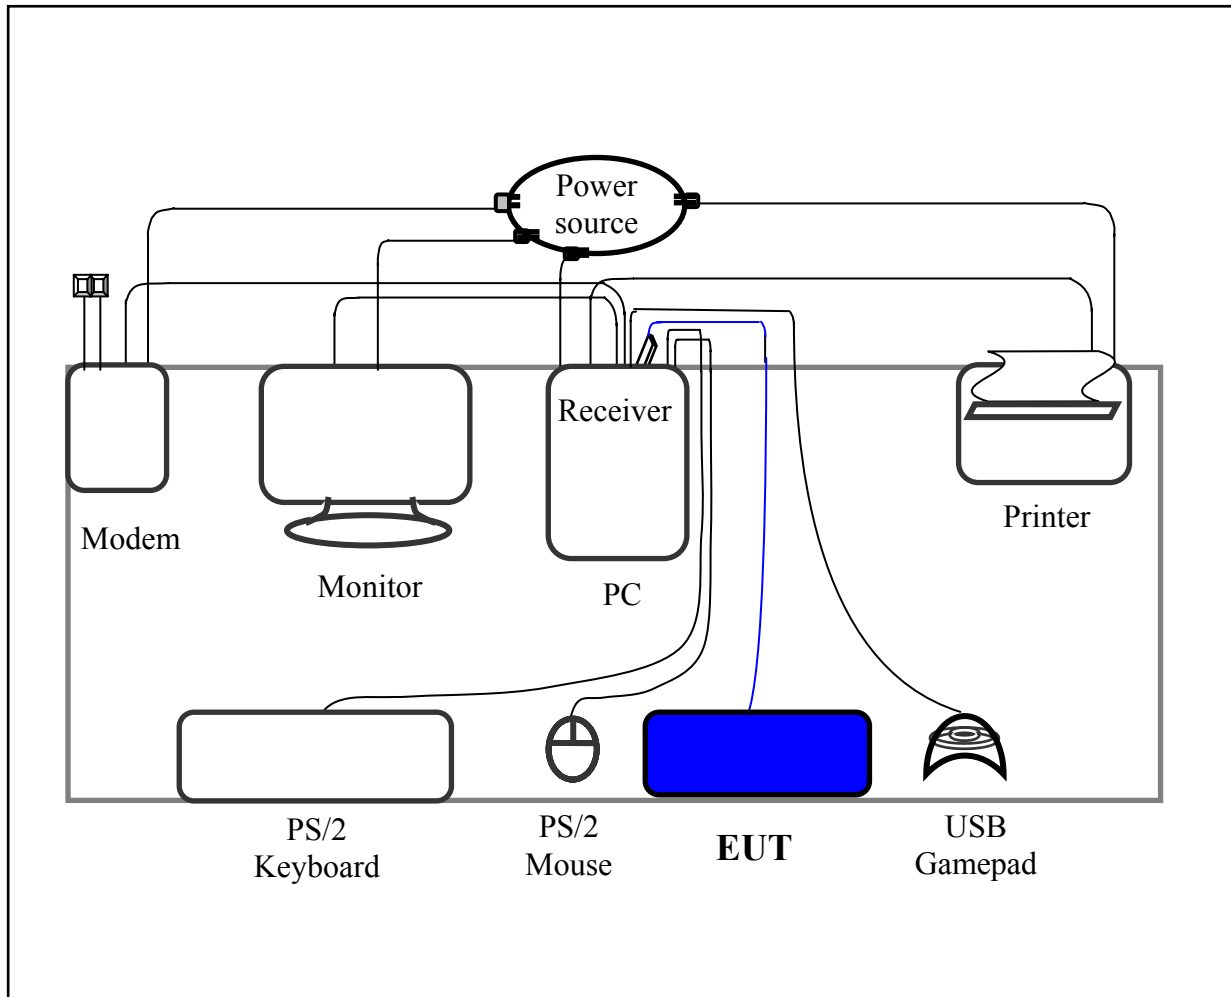 Power
source
Receiver
Modem
Monitor
PC
Printer
PS/2
Keyboard
PS/2
Mouse
EUT
USB
Gamepad